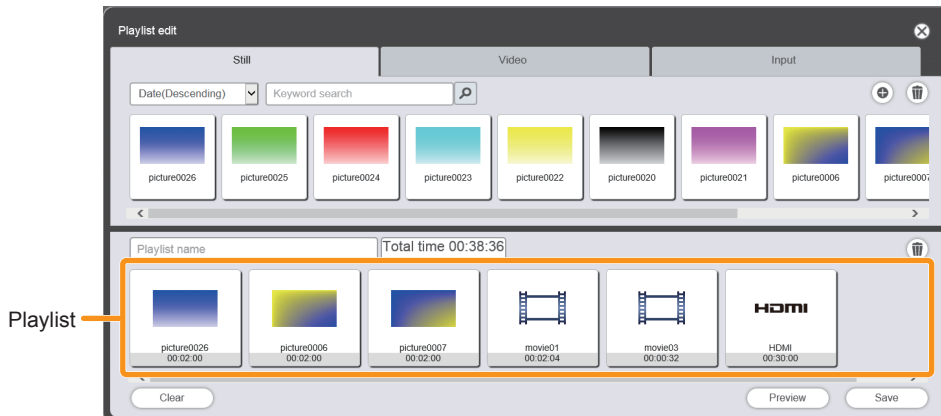 Playlist edit
Still
Video
Input
Date(Descending)
Keyword search
picture0026
picture0025
picture0024
picture0023
picture0022
picture0020
picture0021
picture0006
picture0007
Playlist name
Total time 00:38:36
Playlist
HDMI
picture0026
00:02:00
picture0006
00:02:00
picture0007
00:02:00
movie01
00:02:04
movie03
00:00:32
HDMI
00:30:00
Clear
Preview
Save